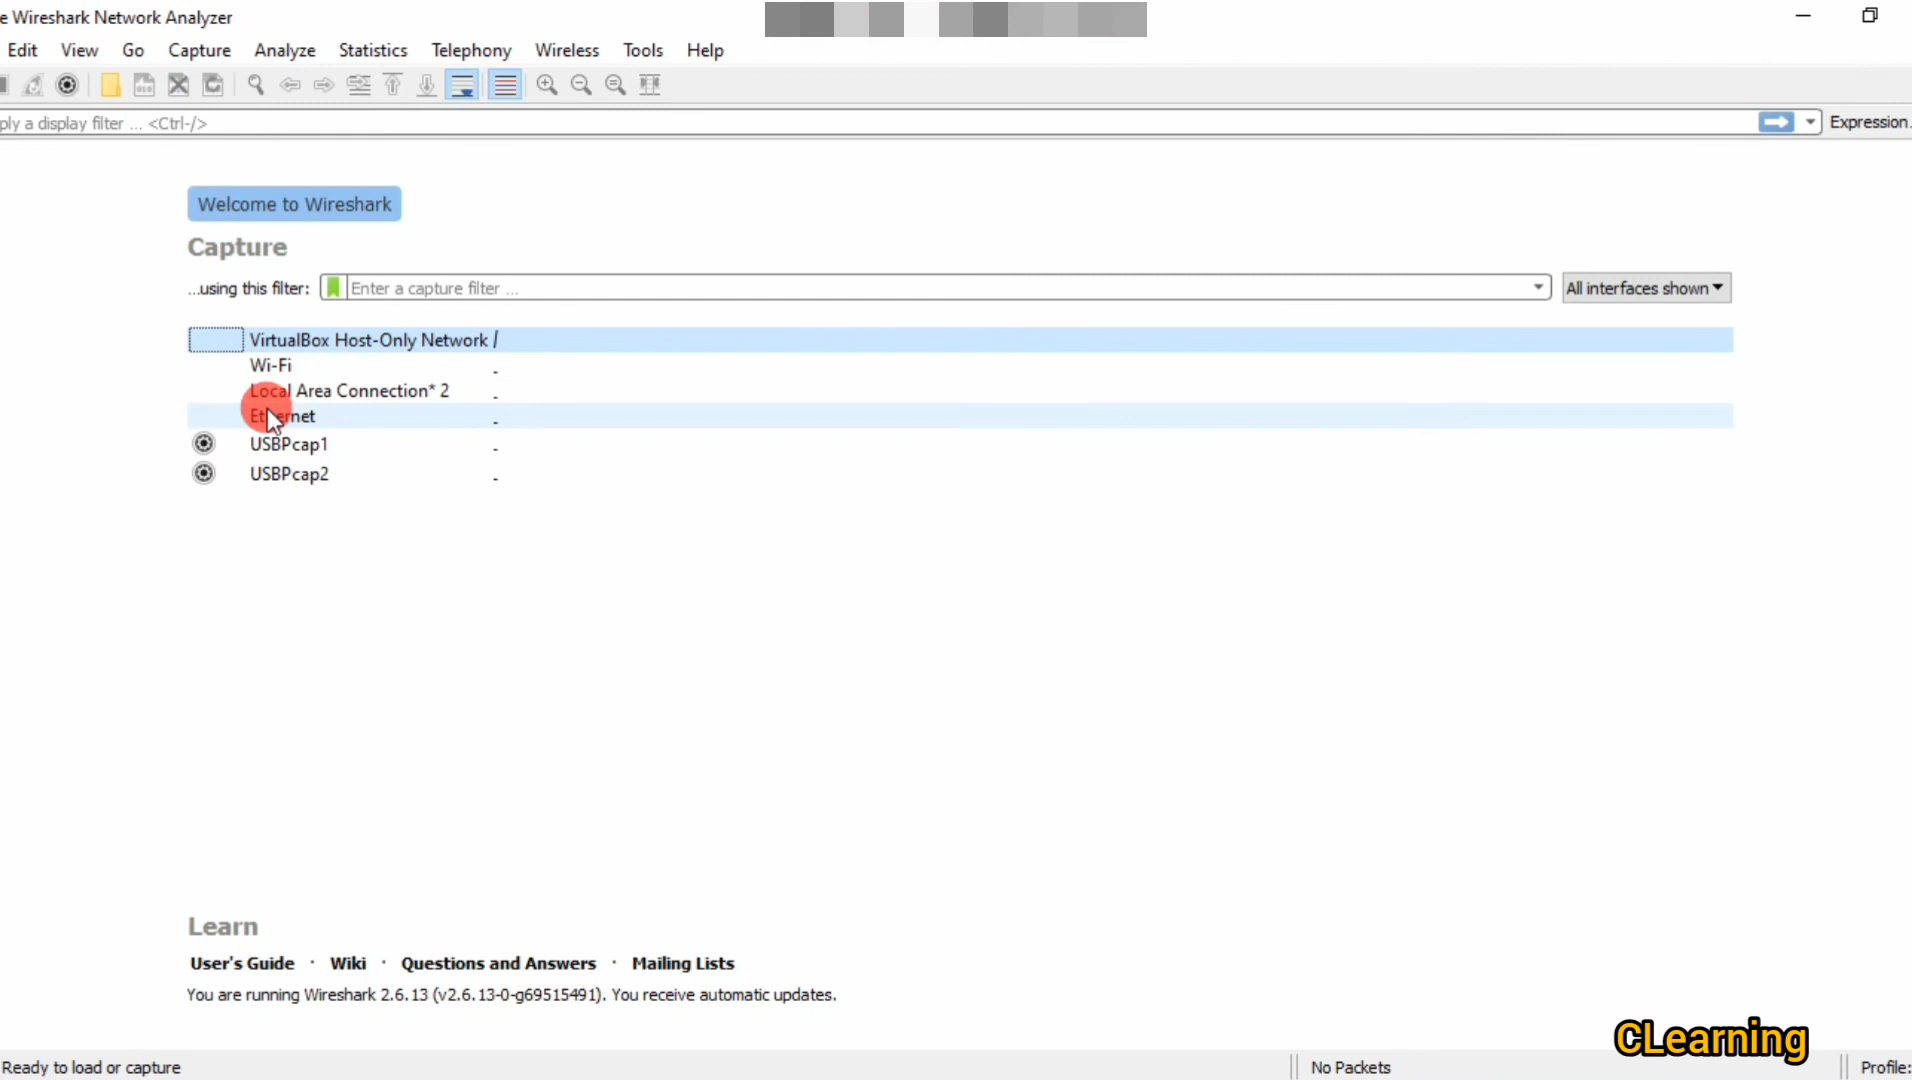 e Wireshark Network Analyzer
Edit View Go Capture Analyze Statistics Telephony Wireless Tools Help
ply a display filter ... <Ctrl-/>
Expression.
Welcome to Wireshark
Capture
...using this filter: Enter a capture filter ... All interfaces shown
VirtualBox Host-Only Network
Wi-Fi
Local Area Connection* 2
Ethernet
USBPcap1
USBPcap2
Learn
User's Guide · Wiki · Questions and Answers · Mailing Lists
You are running Wireshark 2.6.13 (v2.6.13-0-g69515491). You receive automatic updates.
CLearning
Ready to load or capture No Packets Profile: